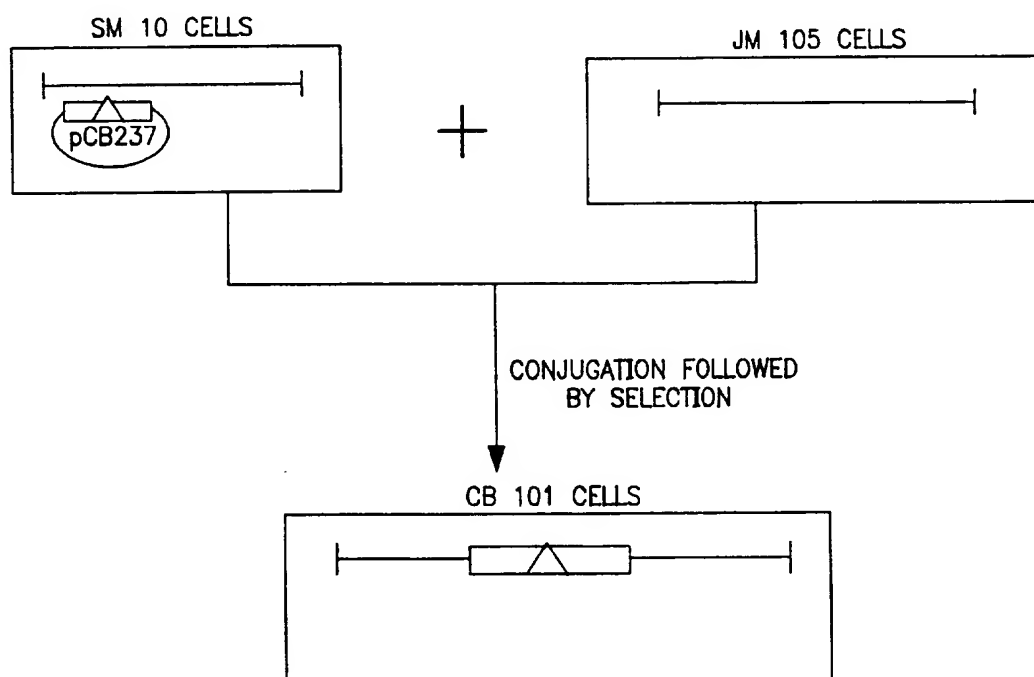 SM 10 CELLS
JM 105 CELLS
pCB237
CONJUGATION FOLLOWED
BY SELECTION
CB 101 CELLS